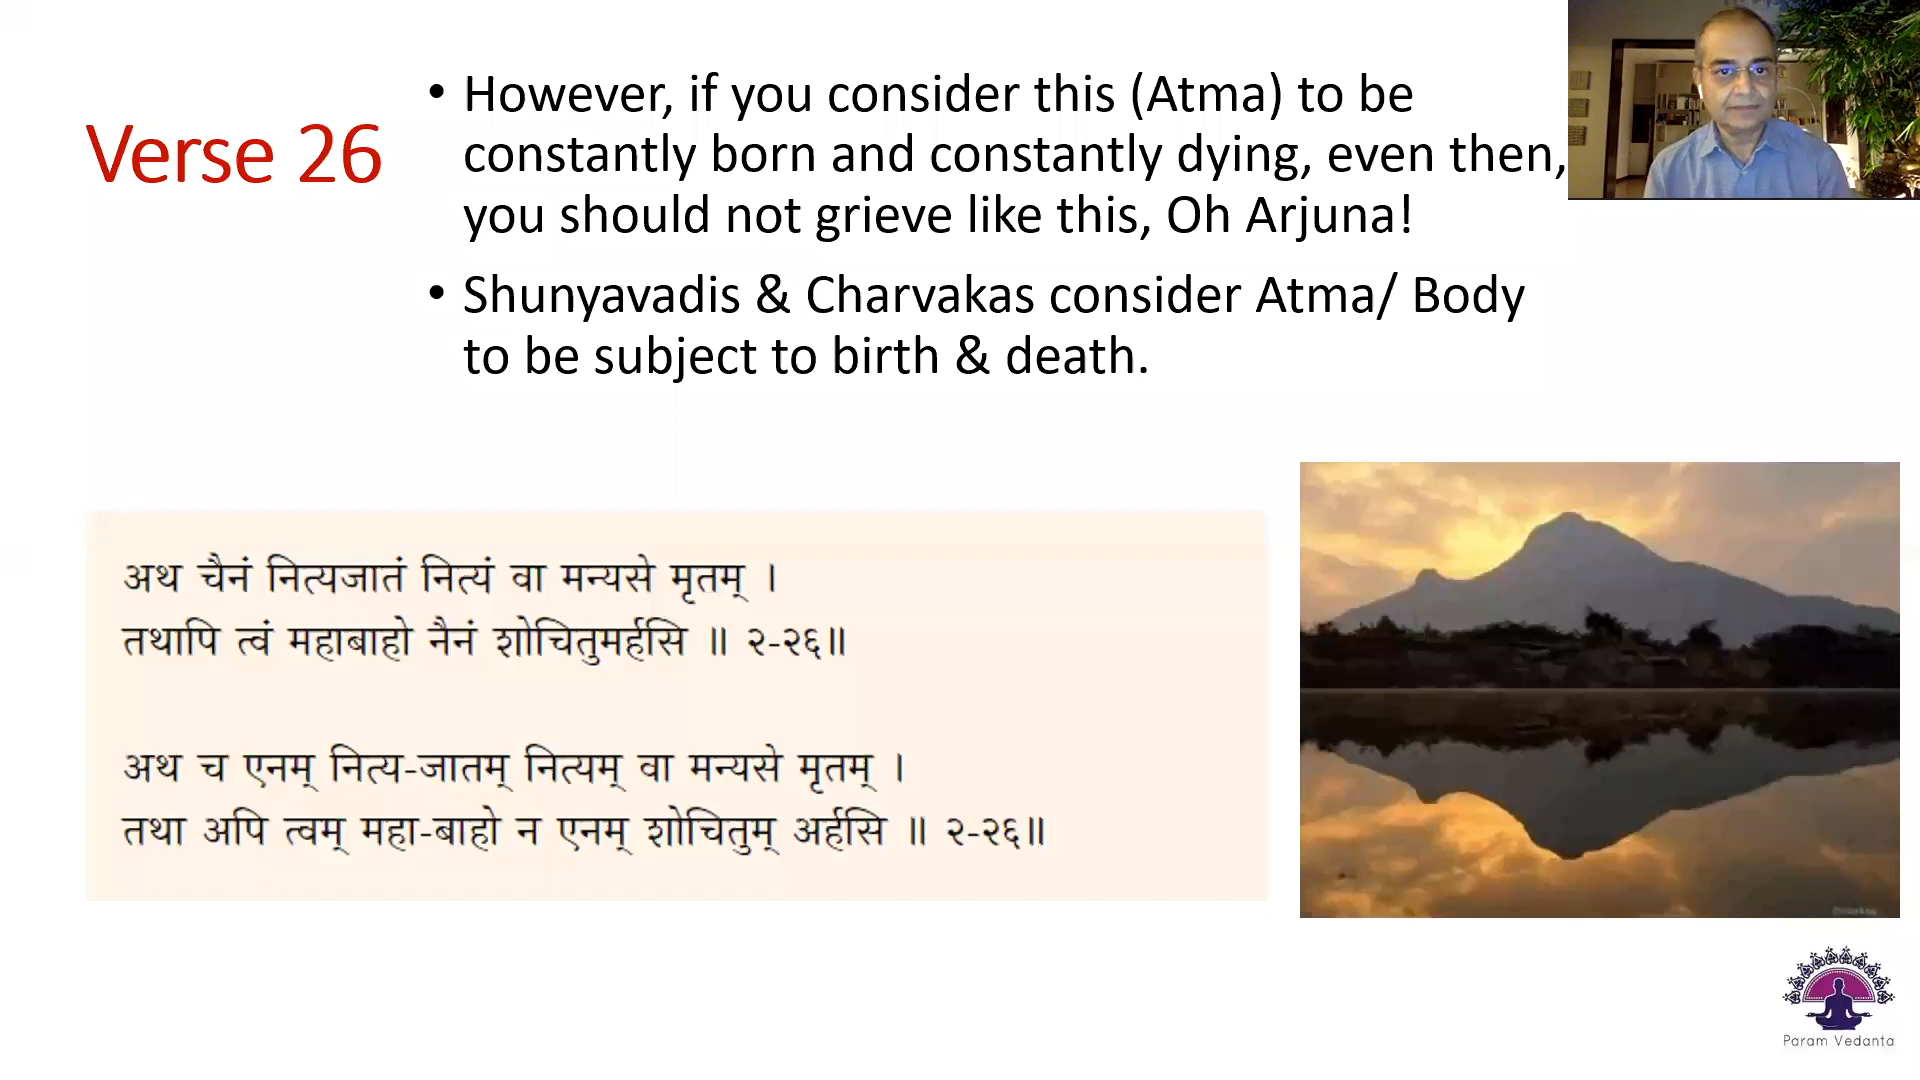 Verse 26
• However, if you consider this (Atma) to be
constantly born and constantly dying, even then,
you should not grieve like this, Oh Arjuna!
• Shunyavadis & Charvakas consider Atma/ Body
to be subject to birth & death.
अथ चैनं नित्यजातं नित्यं वा मन्यसे मृतम् ।
तथापि त्वं महाबाहो नैनं शोचितुमर्हसि ॥ २-२६॥
अथ च एनम् नित्य-जातम् नित्यम् वा मन्यसे मृतम् ।
तथा अपि त्वम् महा-बाहो न एनम् शोचितुम् अर्हसि ॥ २-२६॥
Param Vedanta